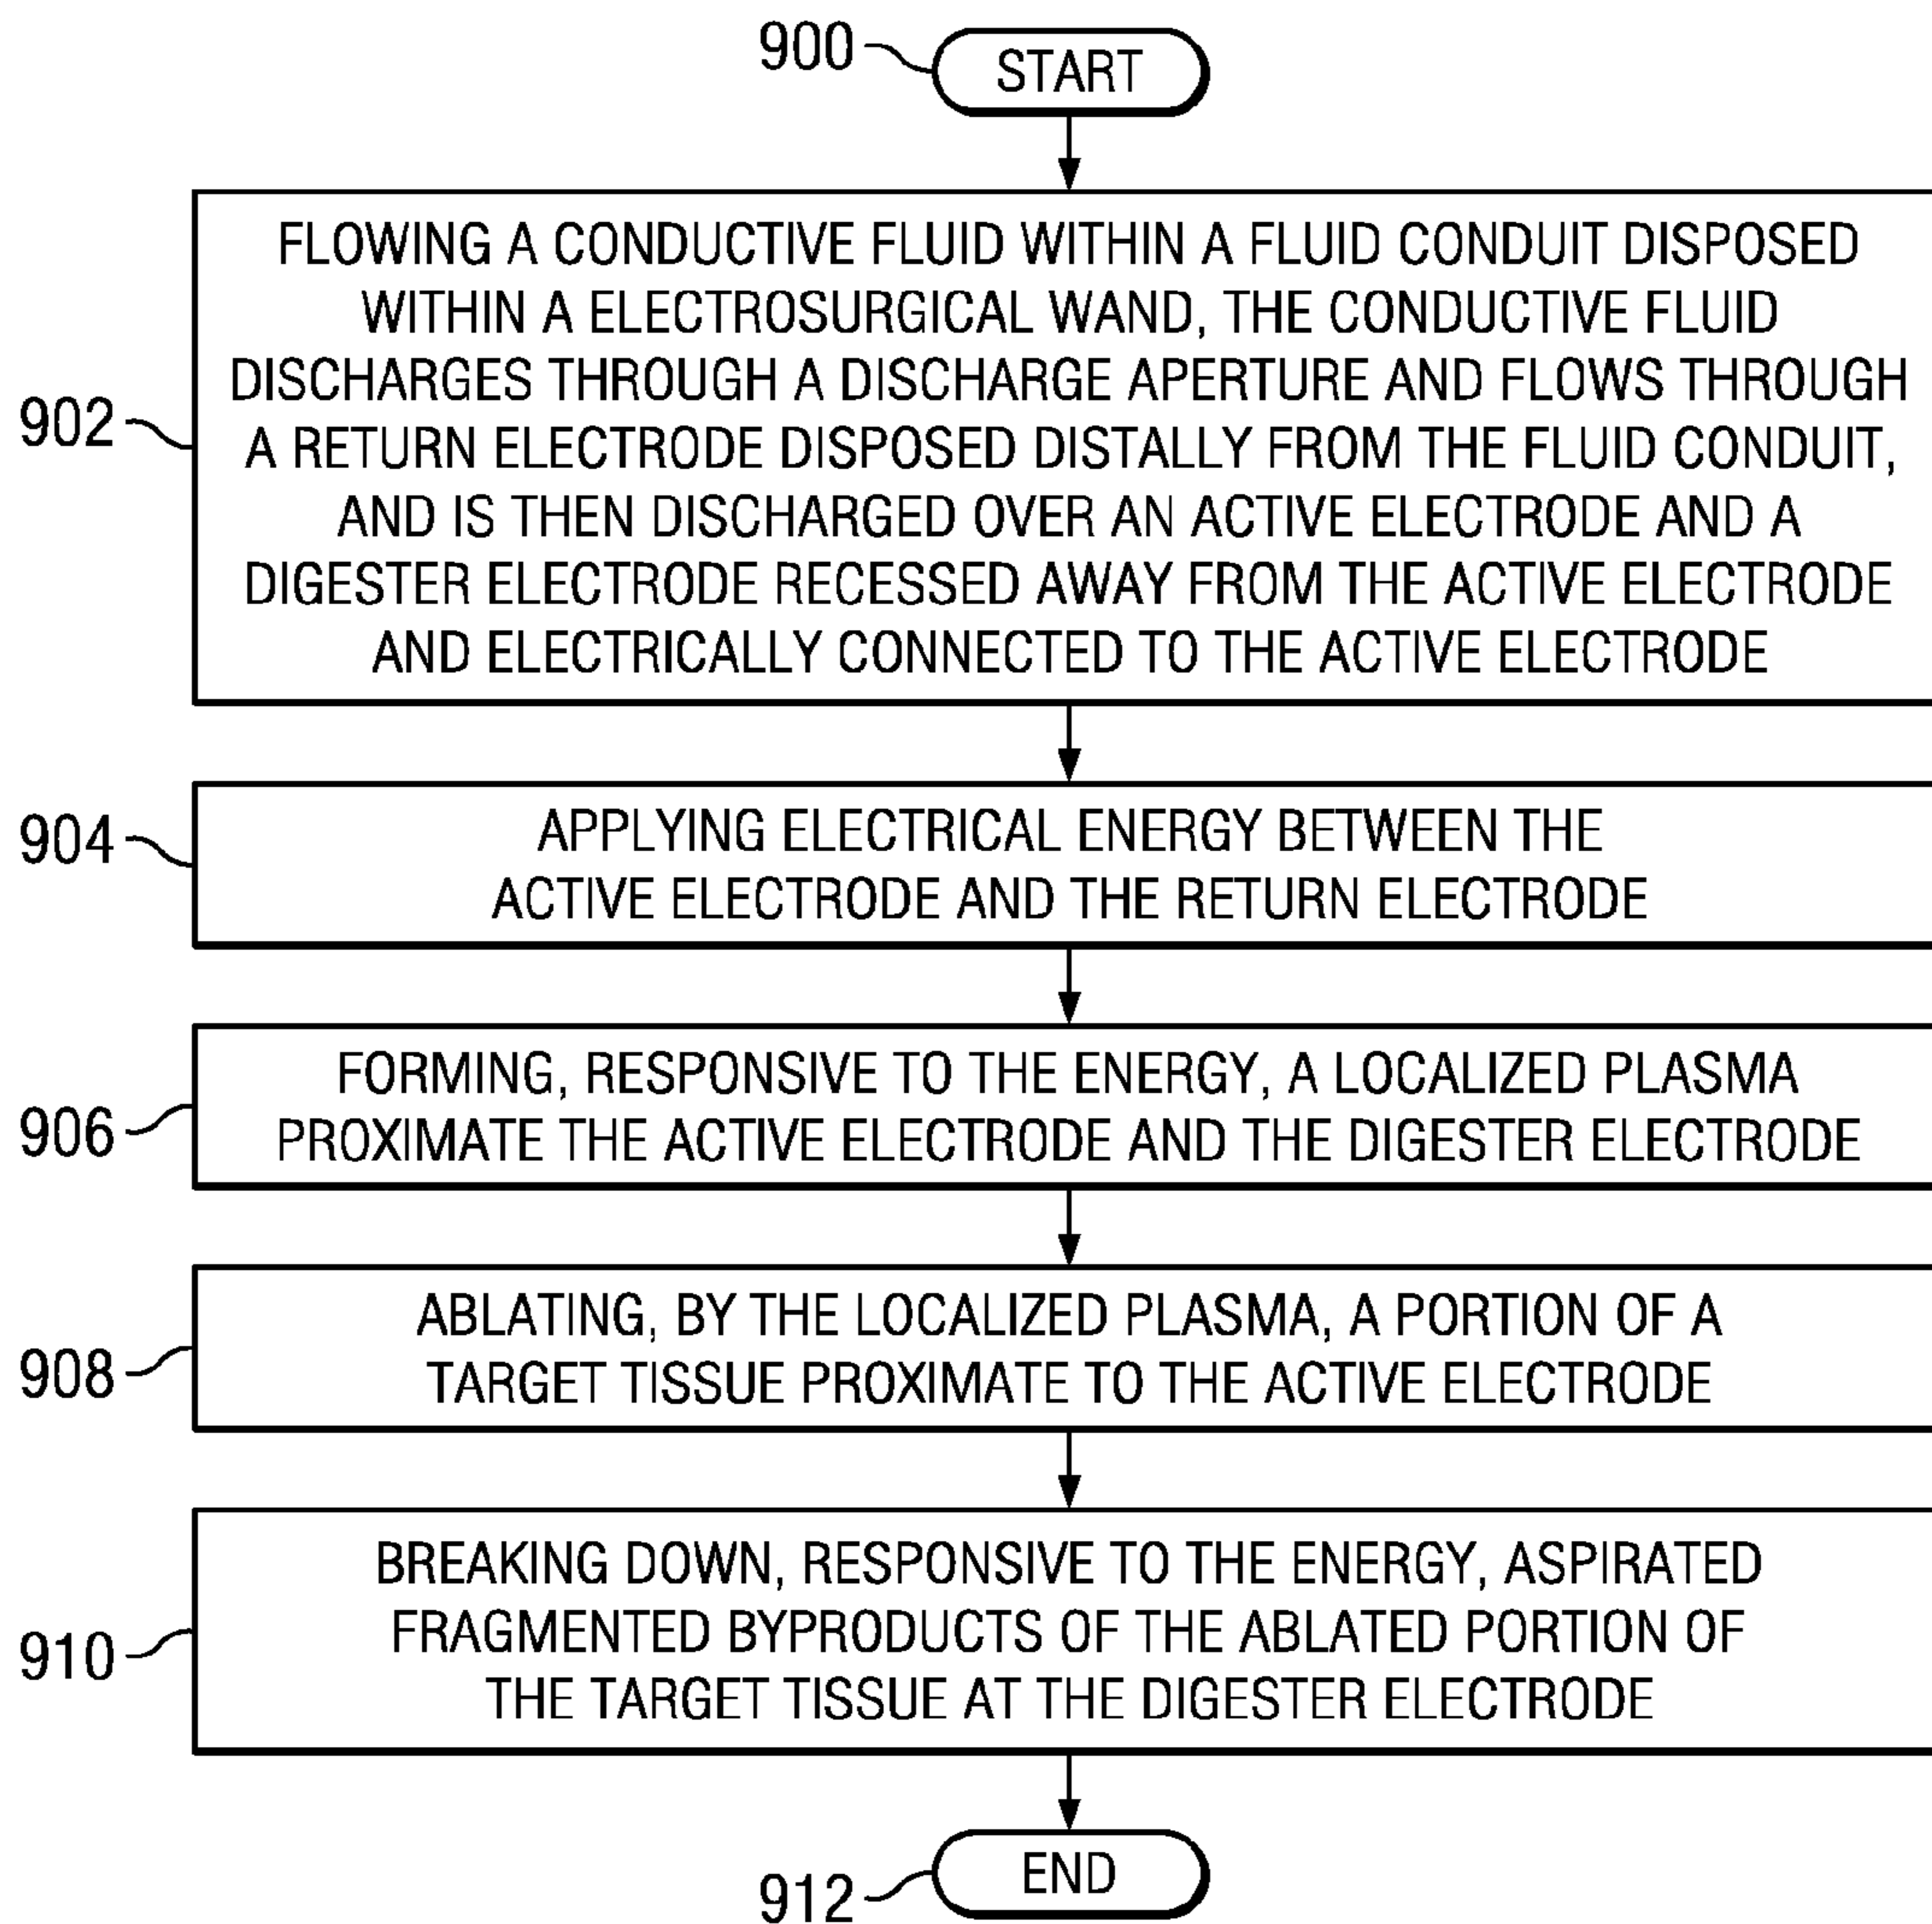 900
START
902
FLOWING A CONDUCTIVE FLUID WITHIN A FLUID CONDUIT DISPOSED
WITHIN A ELECTROSURGICAL WAND, THE CONDUCTIVE FLUID
DISCHARGES THROUGH A DISCHARGE APERTURE AND FLOWS THROUGH
A RETURN ELECTRODE DISPOSED DISTALLY FROM THE FLUID CONDUIT,
AND IS THEN DISCHARGED OVER AN ACTIVE ELECTRODE AND A
DIGESTER ELECTRODE RECESSED AWAY FROM THE ACTIVE ELECTRODE
AND ELECTRICALLY CONNECTED TO THE ACTIVE ELECTRODE
904
APPLYING ELECTRICAL ENERGY BETWEEN THE
ACTIVE ELECTRODE AND THE RETURN ELECTRODE
906
FORMING, RESPONSIVE TO THE ENERGY, A LOCALIZED PLASMA
PROXIMATE THE ACTIVE ELECTRODE AND THE DIGESTER ELECTRODE
908
ABLATING, BY THE LOCALIZED PLASMA, A PORTION OF A
TARGET TISSUE PROXIMATE TO THE ACTIVE ELECTRODE
910
BREAKING DOWN, RESPONSIVE TO THE ENERGY, ASPIRATED
FRAGMENTED BYPRODUCTS OF THE ABLATED PORTION OF
THE TARGET TISSUE AT THE DIGESTER ELECTRODE
912
END